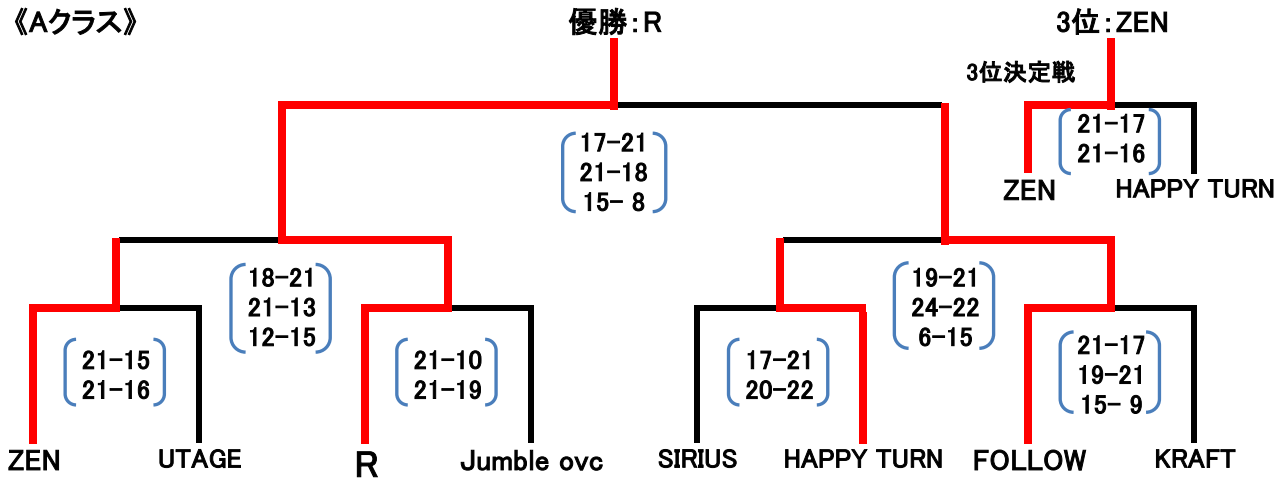 《Aクラス》
優勝：R
3位：ZEN
3位決定戦
17-21
21-18
15- 8
21-17
21-16
ZEN
HAPPY TURN
18-21
21-13
12-15
19-21
24-22
6-15
21-15
21-16
21-10
21-19
17-21
20-22
21-17
19-21
15- 9
ZEN
UTAGE
R
Jumble ovc
SIRIUS
HAPPY TURN
FOLLOW
KRAFT